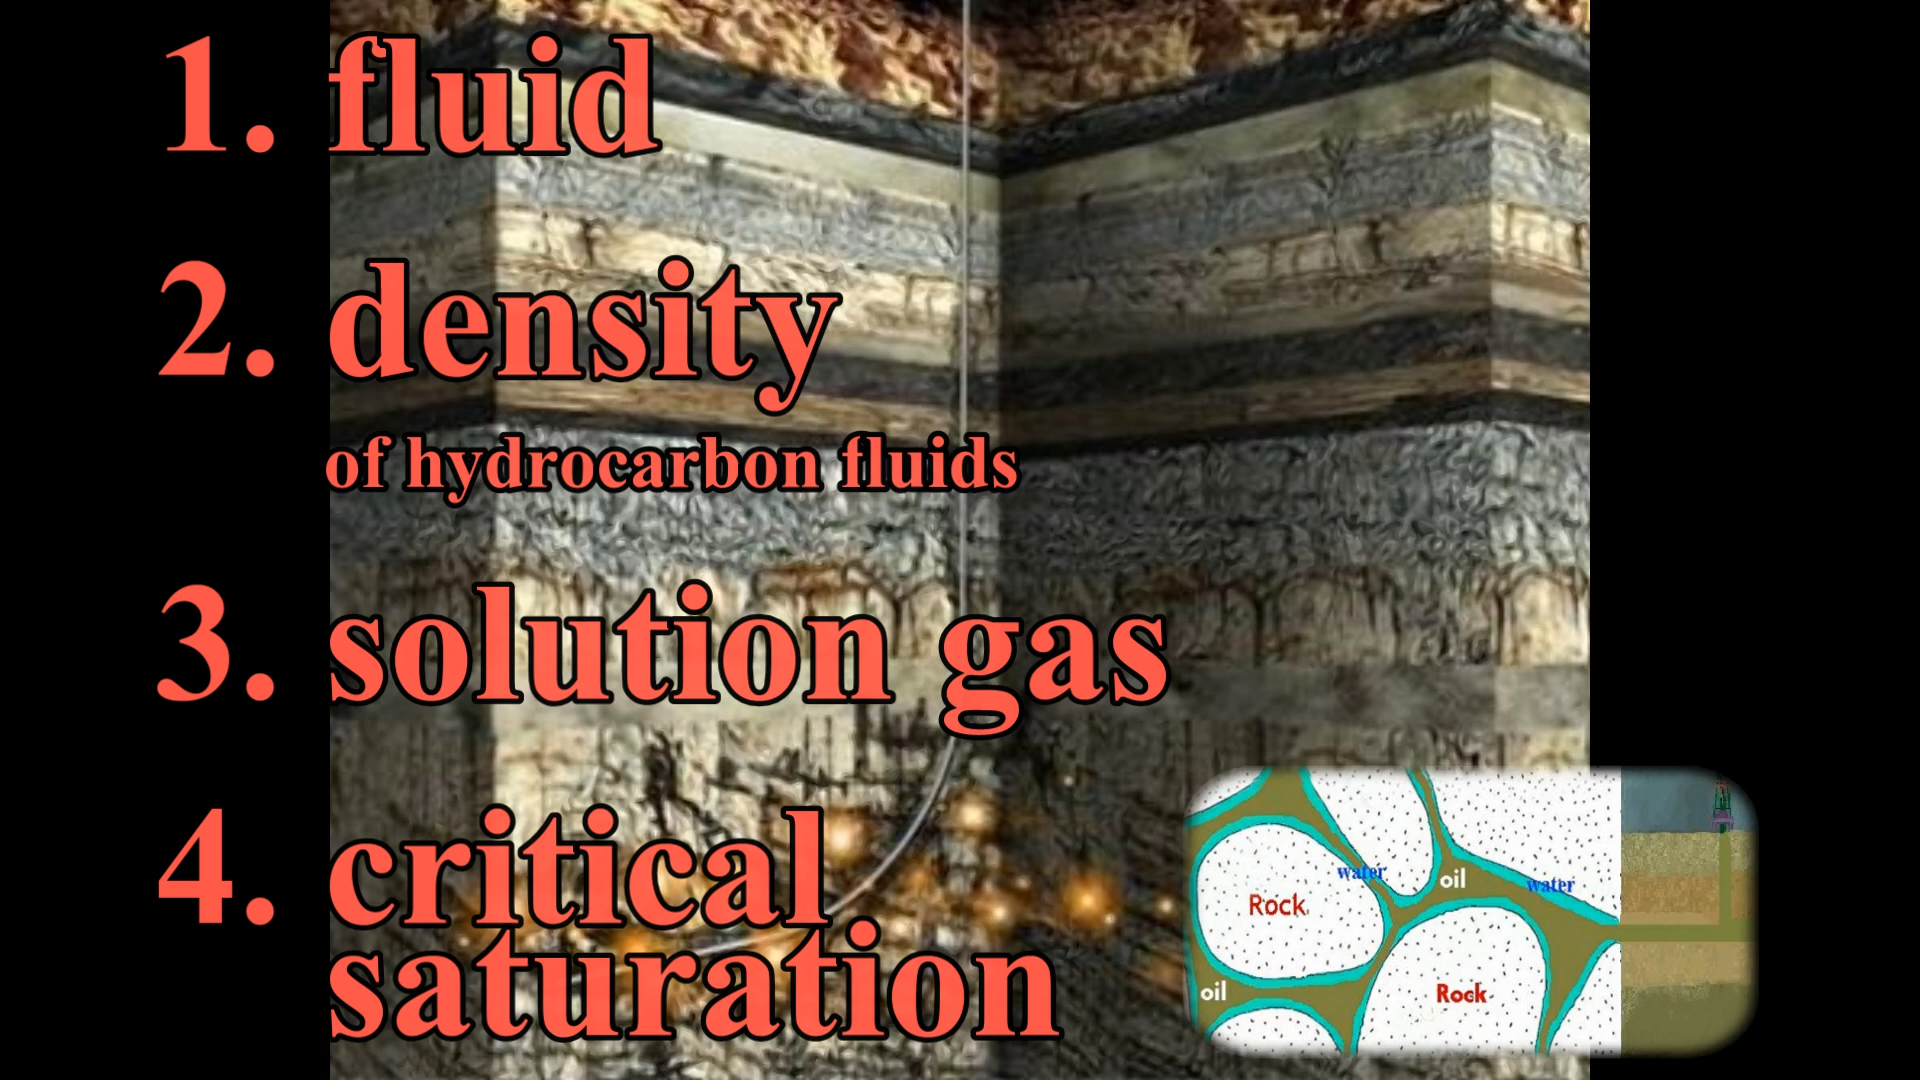 1. fluid
2. density
of hydrocarbon fluids
3. solution gas
4. critical
saturation
water
oil
water
Rock
oil
Rock